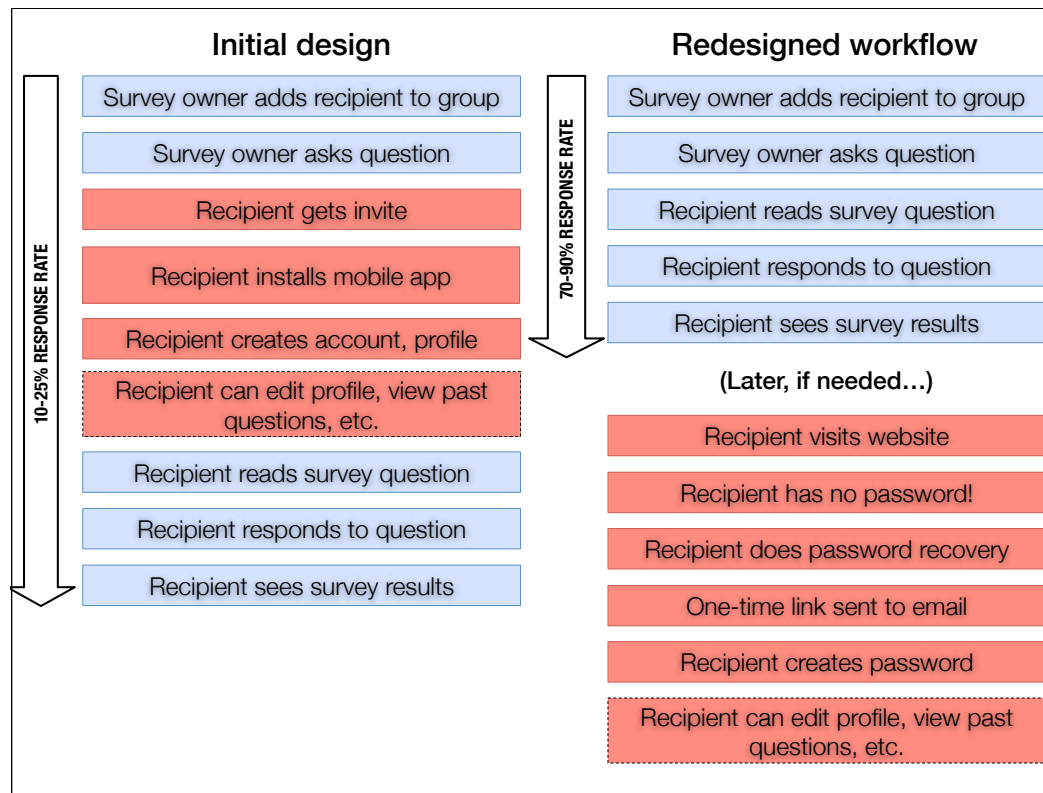 Initial design
10-25% RESPONSE RATE
Survey owner adds recipient to group
Survey owner asks question
Recipient gets invite
Recipient installs mobile app
Recipient creates account, profile
Recipient can edit profile, view past
questions, etc.
Recipient reads survey question
Recipient responds to question
Recipient sees survey results
Redesigned workflow
70-90% RESPONSE RATE
Survey owner adds recipient to group
Survey owner asks question
Recipient reads survey question
Recipient responds to question
Recipient sees survey results
(Later, if needed…)
Recipient visits website
Recipient has no password!
Recipient does password recovery
One-time link sent to email
Recipient creates password
Recipient can edit profile, view past
questions, etc.